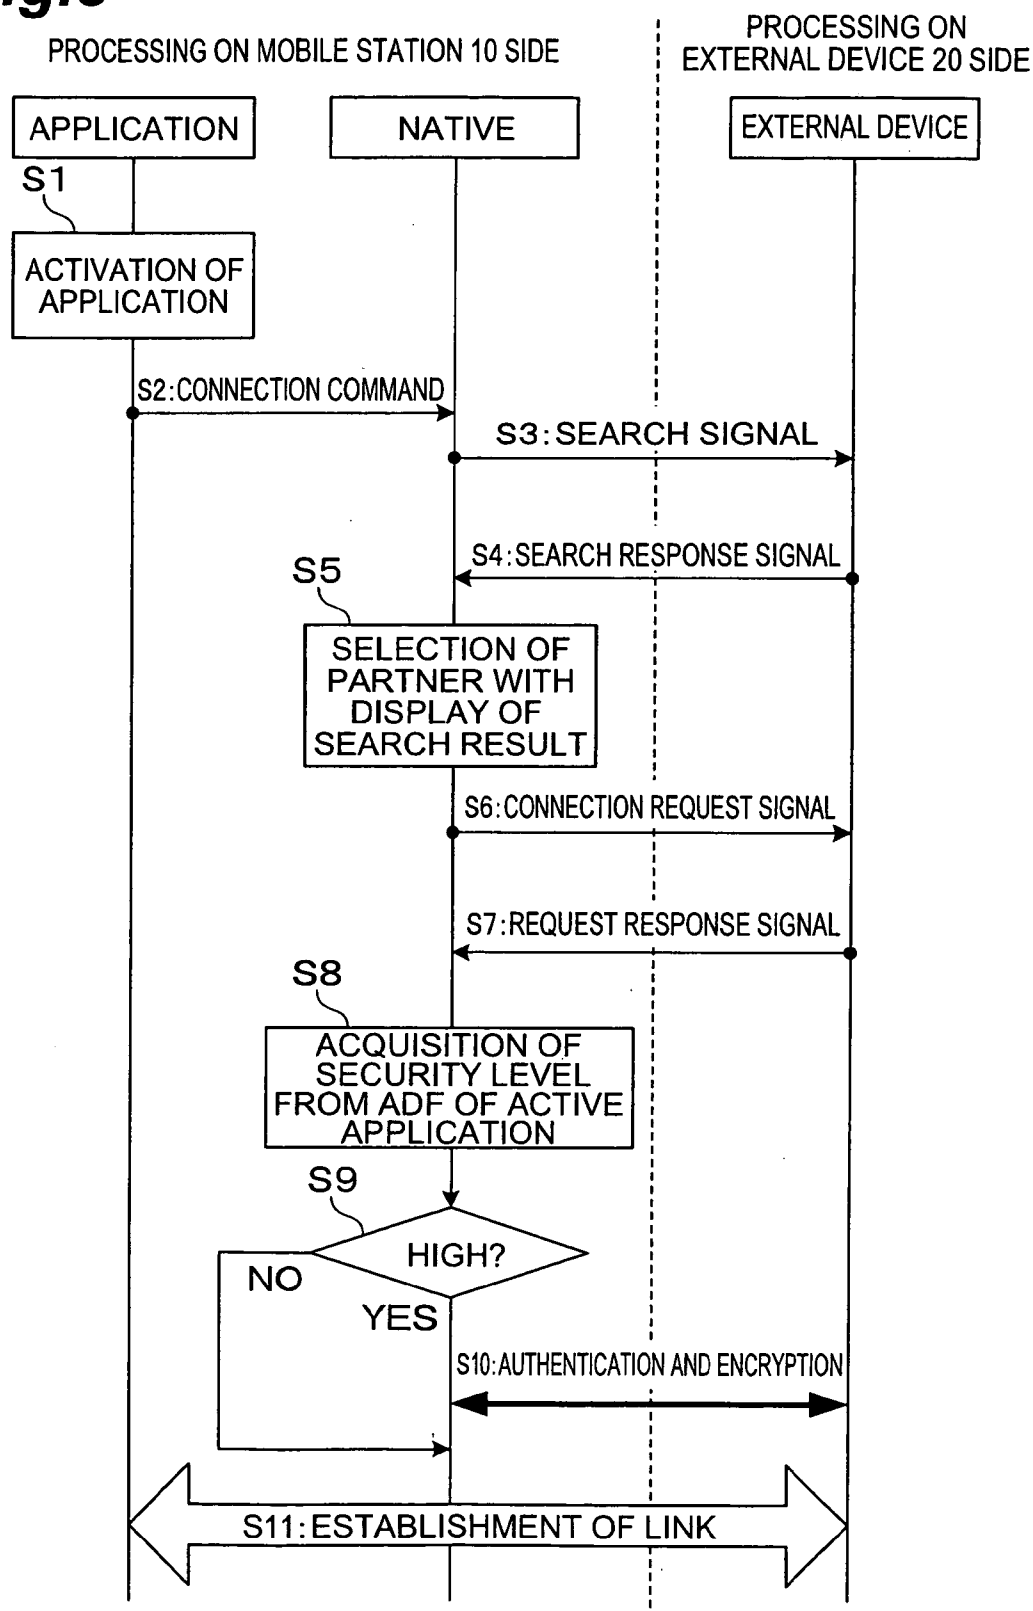 PROCESSING ON MOBILE STATION 10 SIDE
PROCESSING ON
EXTERNAL DEVICE 20 SIDE
APPLICATION
NATIVE
EXTERNAL DEVICE
S1
ACTIVATION OF
APPLICATION
S2:CONNECTION COMMAND
S3:SEARCH SIGNAL
S4:SEARCH RESPONSE SIGNAL
S5
SELECTION OF
PARTNER WITH
DISPLAY OF
SEARCH RESULT
S6:CONNECTION REQUEST SIGNAL
S7:REQUEST RESPONSE SIGNAL
S8
ACQUISITION OF
SECURITY LEVEL
FROM ADF OF ACTIVE
APPLICATION
S9
HIGH?
NO
YES
S10:AUTHENTICATION AND ENCRYPTION
S11:ESTABLISHMENT OF LINK